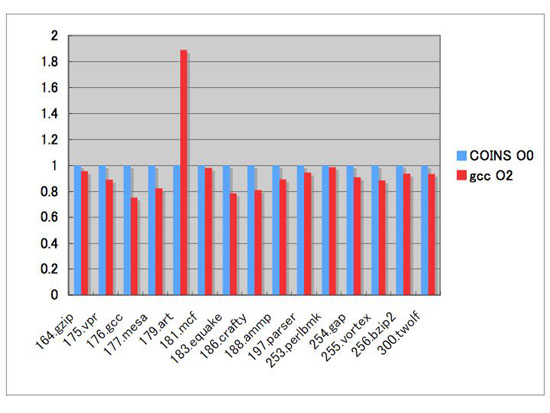 2
1.8
1.6
1.4
1.2
1
0.8
0.6
0.4
0.2
0
COINS O0
gcc O2
164.gzip
175.vpr
176.gcc
177.mesa
179.art
181.mcf
183.equake
186.crafty
188.ammp
197.parser
253.perlbmk
254.gap
255.vortex
256.bzip2
300.twolf